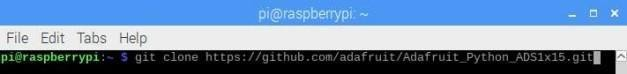 pi@raspberrypi: ~
File Edit Tabs Help
pi@raspberrypi:~ $ git clone https://github.com/adafruit/Adafruit_Python_ADS1x15.git